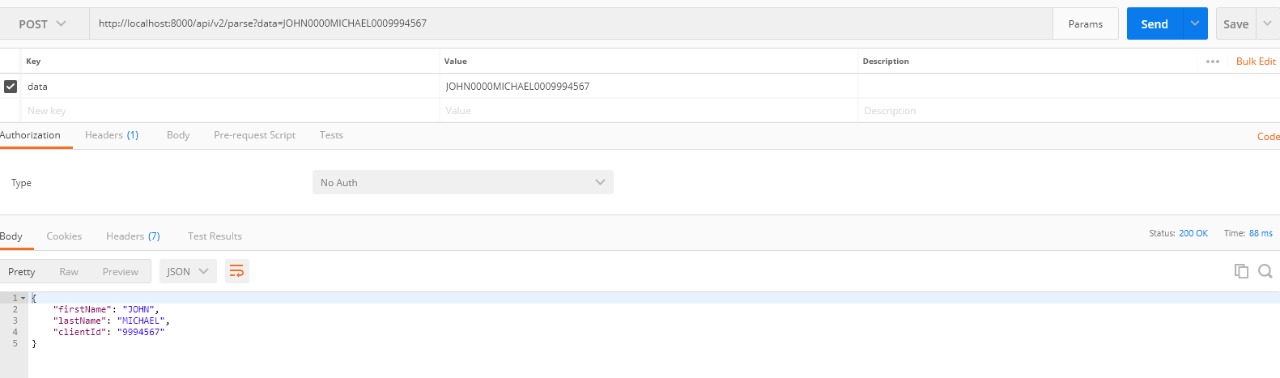 POST http://localhost:8000/api/v2/parse?data=JOHN0000MICHAEL0009994567 Params Send Save
Key Value Description ••• Bulk Edit
data JOHN0000MICHAEL0009994567
New key Value Description
Authorization Headers (1) Body Pre-request Script Tests Code
Type No Auth
Body Cookies Headers (7) Test Results Status: 200 OK Time: 88 ms
Pretty Raw Preview JSON
1 {
2 "firstName": "JOHN",
3 "lastName": "MICHAEL",
4 "clientId": "9994567"
5 }